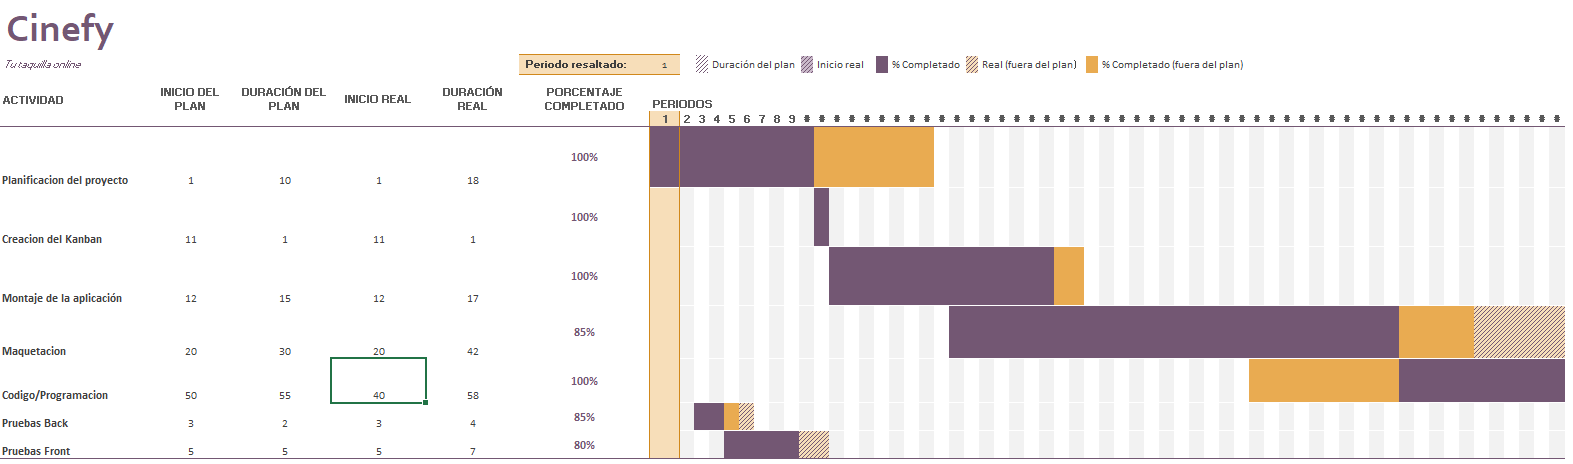 Cinefy
Tu taquilla online
Periodo resaltado: 1
Duración del plan
Inicio real
% Completado
Real (fuera del plan)
% Completado (fuera del plan)
ACTIVIDAD
INICIO DEL PLAN
DURACIÓN DEL PLAN
INICIO REAL
DURACIÓN REAL
PORCENTAJE COMPLETADO
PERIODOS
1 2 3 4 5 6 7 8 9 # # # # # # # # # # # # # # # # # # # # # # # # # # # # # # # # # # # # # # # # # # # # # # # # # # #
Planificacion del proyecto 1 10 1 18 100%
Creacion del Kanban 11 1 11 1 100%
Montaje de la aplicación 12 15 12 17 100%
Maquetacion 20 30 20 42 85%
Codigo/Programacion 50 55 40 58 100%
Pruebas Back 3 2 3 4 85%
Pruebas Front 5 5 5 7 80%